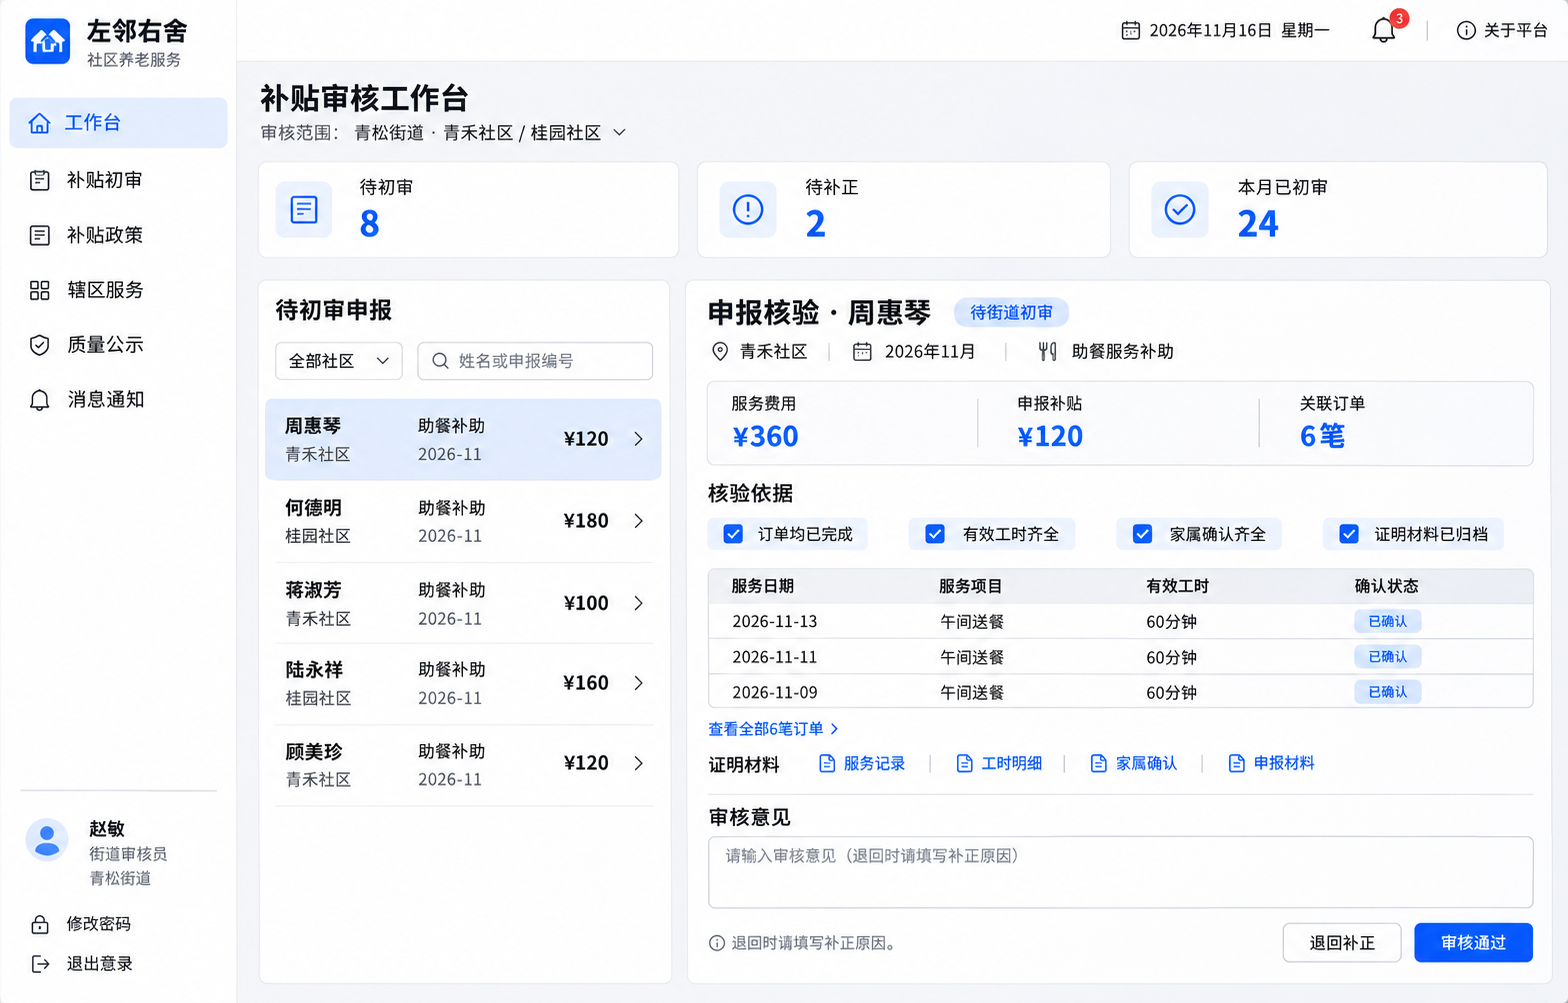 左邻右舍
社区养老服务
工作台
补贴初审
补贴政策
辖区服务
质量公示
消息通知
赵敏
街道审核员
青松街道
修改密码
退出意录
2026年11月16日 星期一
3
关于平台
补贴审核工作台
审核范围： 青松街道 · 青禾社区 / 桂园社区
待初审
8
待补正
2
本月已初审
24
待初审申报
全部社区
姓名或申报编号
周惠琴 助餐补助 ¥120
青禾社区 2026-11
何德明 助餐补助 ¥180
桂园社区 2026-11
蒋淑芳 助餐补助 ¥100
青禾社区 2026-11
陆永祥 助餐补助 ¥160
桂园社区 2026-11
顾美珍 助餐补助 ¥120
青禾社区 2026-11
申报核验 · 周惠琴 待街道初审
青禾社区 2026年11月 助餐服务补助
服务费用 申报补贴 关联订单
¥360 ¥120 6笔
核验依据
订单均已完成 有效工时齐全 家属确认齐全 证明材料已归档
服务日期 服务项目 有效工时 确认状态
2026-11-13 午间送餐 60分钟 已确认
2026-11-11 午间送餐 60分钟 已确认
2026-11-09 午间送餐 60分钟 已确认
查看全部6笔订单
证明材料 服务记录 工时明细 家属确认 申报材料
审核意见
请输入审核意见（退回时请填写补正原因）
退回时请填写补正原因。
退回补正 审核通过